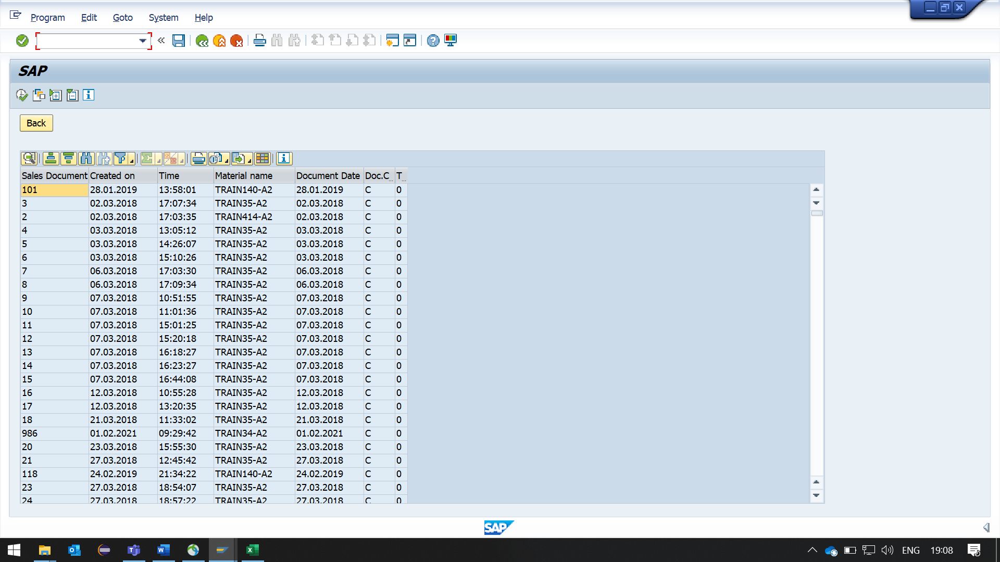 Program Edit Goto System Help
SAP
Back
Sales Document Created on Time Material name Document Date Doc.C.. T..
101 28.01.2019 13:58:01 TRAIN140-A2 28.01.2019 C 0
3 02.03.2018 17:07:34 TRAIN35-A2 02.03.2018 C 0
2 02.03.2018 17:03:35 TRAIN414-A2 02.03.2018 C 0
4 03.03.2018 13:05:12 TRAIN35-A2 03.03.2018 C 0
5 03.03.2018 14:26:07 TRAIN35-A2 03.03.2018 C 0
6 03.03.2018 15:10:26 TRAIN35-A2 03.03.2018 C 0
7 06.03.2018 17:03:30 TRAIN35-A2 06.03.2018 C 0
8 06.03.2018 17:09:34 TRAIN35-A2 06.03.2018 C 0
9 07.03.2018 10:51:55 TRAIN35-A2 07.03.2018 C 0
10 07.03.2018 11:01:36 TRAIN35-A2 07.03.2018 C 0
11 07.03.2018 15:01:25 TRAIN35-A2 07.03.2018 C 0
12 07.03.2018 15:20:18 TRAIN35-A2 07.03.2018 C 0
13 07.03.2018 16:18:27 TRAIN35-A2 07.03.2018 C 0
14 07.03.2018 16:23:27 TRAIN35-A2 07.03.2018 C 0
15 07.03.2018 16:44:08 TRAIN35-A2 07.03.2018 C 0
16 12.03.2018 10:55:28 TRAIN35-A2 12.03.2018 C 0
17 12.03.2018 13:20:35 TRAIN35-A2 12.03.2018 C 0
18 21.03.2018 11:33:02 TRAIN35-A2 21.03.2018 C 0
986 01.02.2021 09:29:42 TRAIN34-A2 01.02.2021 C 0
20 23.03.2018 15:55:30 TRAIN35-A2 23.03.2018 C 0
21 27.03.2018 12:45:42 TRAIN35-A2 27.03.2018 C 0
118 24.02.2019 21:34:22 TRAIN140-A2 24.02.2019 C 0
23 27.03.2018 18:54:07 TRAIN35-A2 27.03.2018 C 0
24 27.03.2018 18:57:22 TRAIN35-A2 27.03.2018 C 0
SAP
ENG 19:08